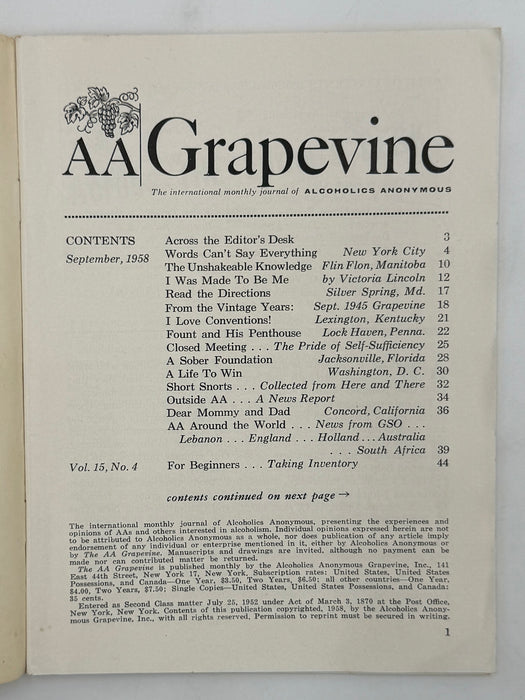 AA Grapevine
The international monthly journal of ALCOHOLICS ANONYMOUS
CONTENTS
September, 1958
Across the Editor's Desk 3
Words Can't Say Everything New York City 4
The Unshakeable Knowledge Flin Flon, Manitoba 10
I Was Made To Be Me by Victoria Lincoln 12
Read the Directions Silver Spring, Md. 17
From the Vintage Years: Sept. 1945 Grapevine 18
I Love Conventions! Lexington, Kentucky 21
Fount and His Penthouse Lock Haven, Penna. 22
Closed Meeting . . . The Pride of Self-Sufficiency 25
A Sober Foundation Jacksonville, Florida 28
A Life To Win Washington, D. C. 30
Short Snorts . . . Collected from Here and There 32
Outside AA . . . A News Report 34
Dear Mommy and Dad Concord, California 36
AA Around the World . . . News from GSO . . .
Lebanon . . . England . . . Holland . . . Australia
. . . South Africa 39
Vol. 15, No. 4 For Beginners . . . Taking Inventory 44
contents continued on next page →
The international monthly journal of Alcoholics Anonymous, presenting the experiences and
opinions of AAs and others interested in alcoholism. Individual opinions expressed herein are not
to be attributed to Alcoholics Anonymous as a whole, nor does publication of any article imply
endorsement of any individual or enterprise mentioned in it, either by Alcoholics Anonymous or
by The AA Grapevine. Manuscripts and drawings are invited, although no payment can be
made nor can contributed matter be returned.
The AA Grapevine is published monthly by the Alcoholics Anonymous Grapevine, Inc., 141
East 44th Street, New York 17, New York. Subscription rates: United States, United States
Possessions, and Canada—One Year, $3.50, Two Years, $6.50; all other countries—One Year,
$4.00, Two Years, $7.50; Single Copies—United States, United States Possessions, and Canada:
35 cents.
Entered as Second Class matter July 25, 1952 under Act of March 3, 1870 at the Post Office,
New York, New York. Contents of this publication copyrighted, 1958, by the Alcoholics Anony-
mous Grapevine, Inc., with all rights reserved. Permission to reprint must be secured in writing.
1